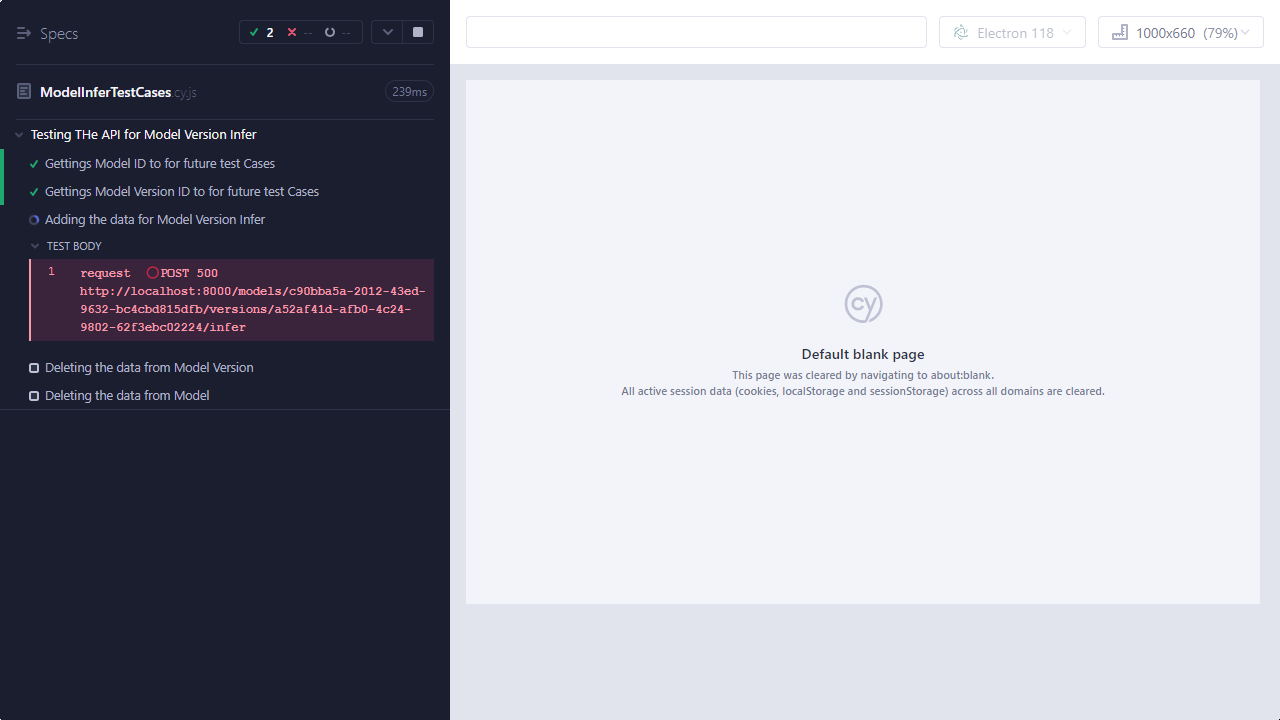 Specs
2 -- --
Electron 118
1000x660 (79%)
ModelInferTestCases.cy.js
239ms
Testing THe API for Model Version Infer
Gettings Model ID to for future test Cases
Gettings Model Version ID to for future test Cases
Adding the data for Model Version Infer
TEST BODY
1 request POST 500
http://localhost:8000/models/c90bba5a-2012-43ed-
9632-bc4cbd815dfb/versions/a52af41d-afb0-4c24-
9802-62f3ebc02224/infer
Deleting the data from Model Version
Deleting the data from Model
cy
Default blank page
This page was cleared by navigating to about:blank.
All active session data (cookies, localStorage and sessionStorage) across all domains are cleared.